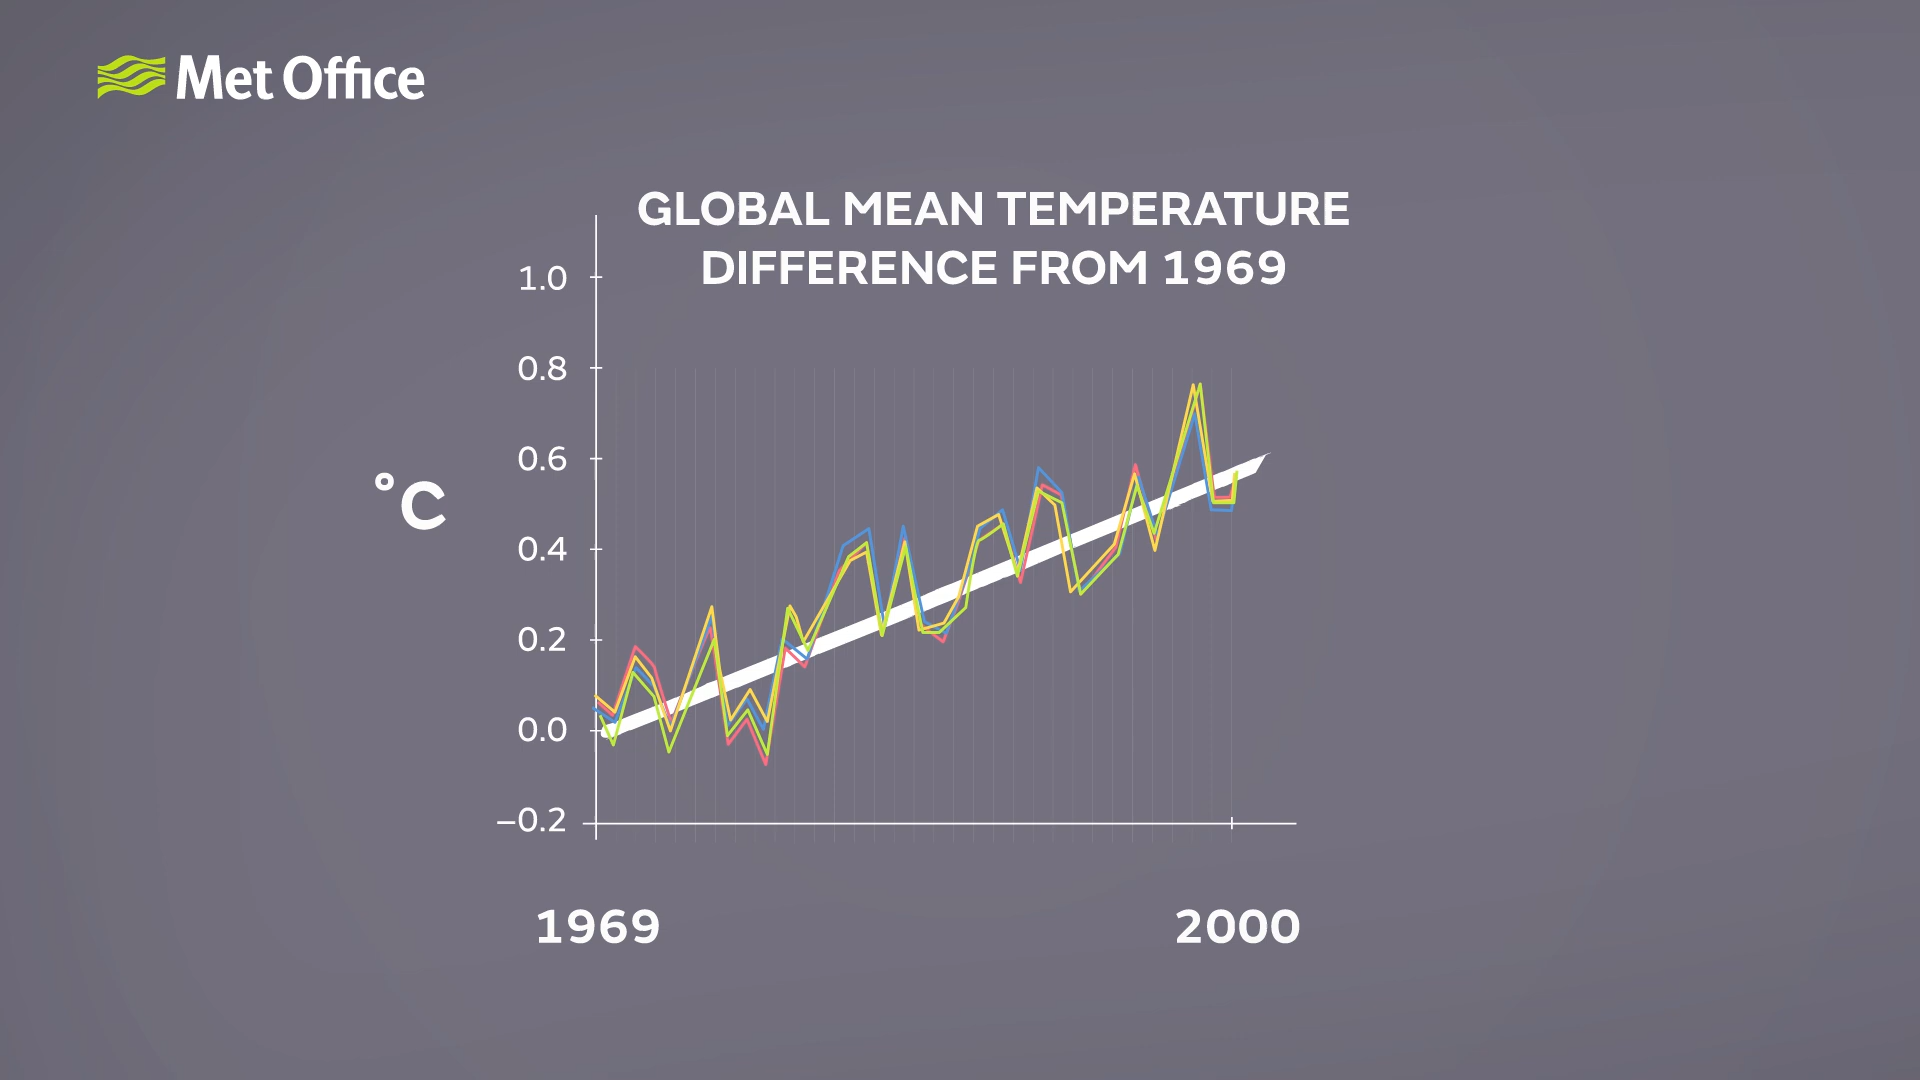 Met Office
GLOBAL MEAN TEMPERATURE
DIFFERENCE FROM 1969
1.0
0.8
0.6
°C
0.4
0.2
0.0
–0.2
1969
2000